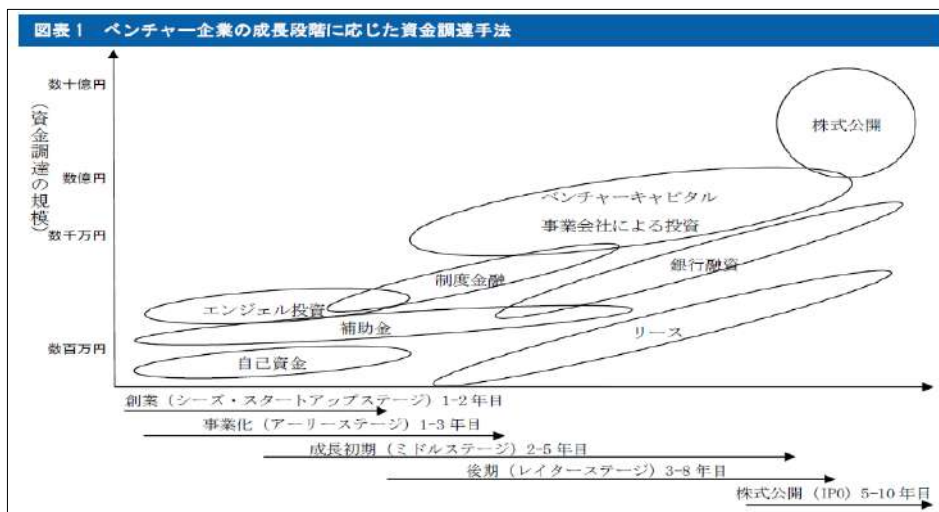 図表1 ベンチャー企業の成長段階に応じた資金調達手法
数十億円
(資金調達の規模)
株式公開
数億円
ベンチャーキャピタル
事業会社による投資
数千万円
銀行融資
制度金融
エンジェル投資
補助金
リース
数百万円
自己資金
創業(シーズ・スタートアップステージ)1-2年目
事業化(アーリーステージ)1-3年目
成長初期(ミドルステージ)2-5年目
後期(レイターステージ)3-8年目
株式公開(IPO)5-10年目